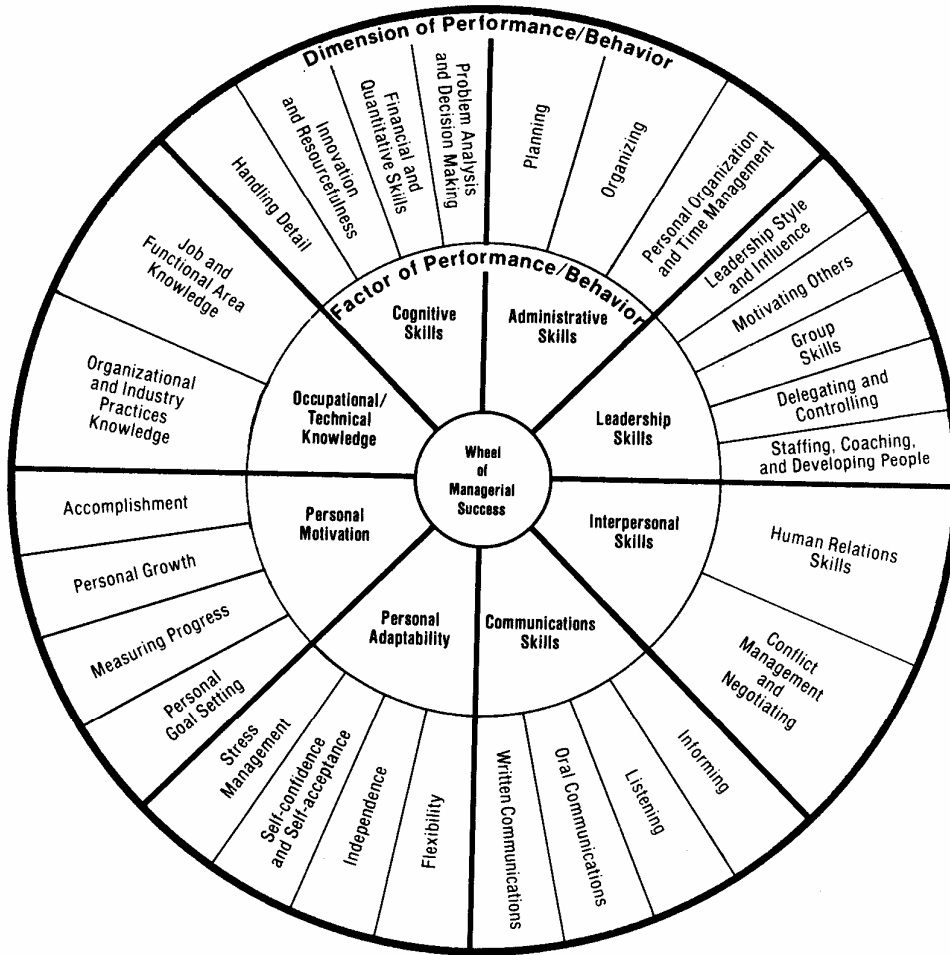 Dimension of Performance/Behavior
Factor of Performance/Behavior
Wheel
of
Managerial
Success
Cognitive
Skills
Handling Detail
Innovation
and Resourcefulness
Financial and
Quantitative Skills
Problem Analysis
and Decision Making
Administrative
Skills
Planning
Organizing
Personal Organization
and Time Management
Leadership
Skills
Leadership Style
and Influence
Motivating Others
Group
Skills
Delegating and
Controlling
Staffing, Coaching,
and Developing People
Interpersonal
Skills
Human Relations
Skills
Conflict
Management
and
Negotiating
Communications
Skills
Informing
Listening
Oral Communications
Written Communications
Personal
Adaptability
Flexibility
Independence
Self-confidence
and Self-acceptance
Stress
Management
Personal
Motivation
Personal
Goal Setting
Measuring Progress
Personal Growth
Accomplishment
Occupational/
Technical
Knowledge
Organizational
and Industry
Practices
Knowledge
Job and
Functional Area
Knowledge